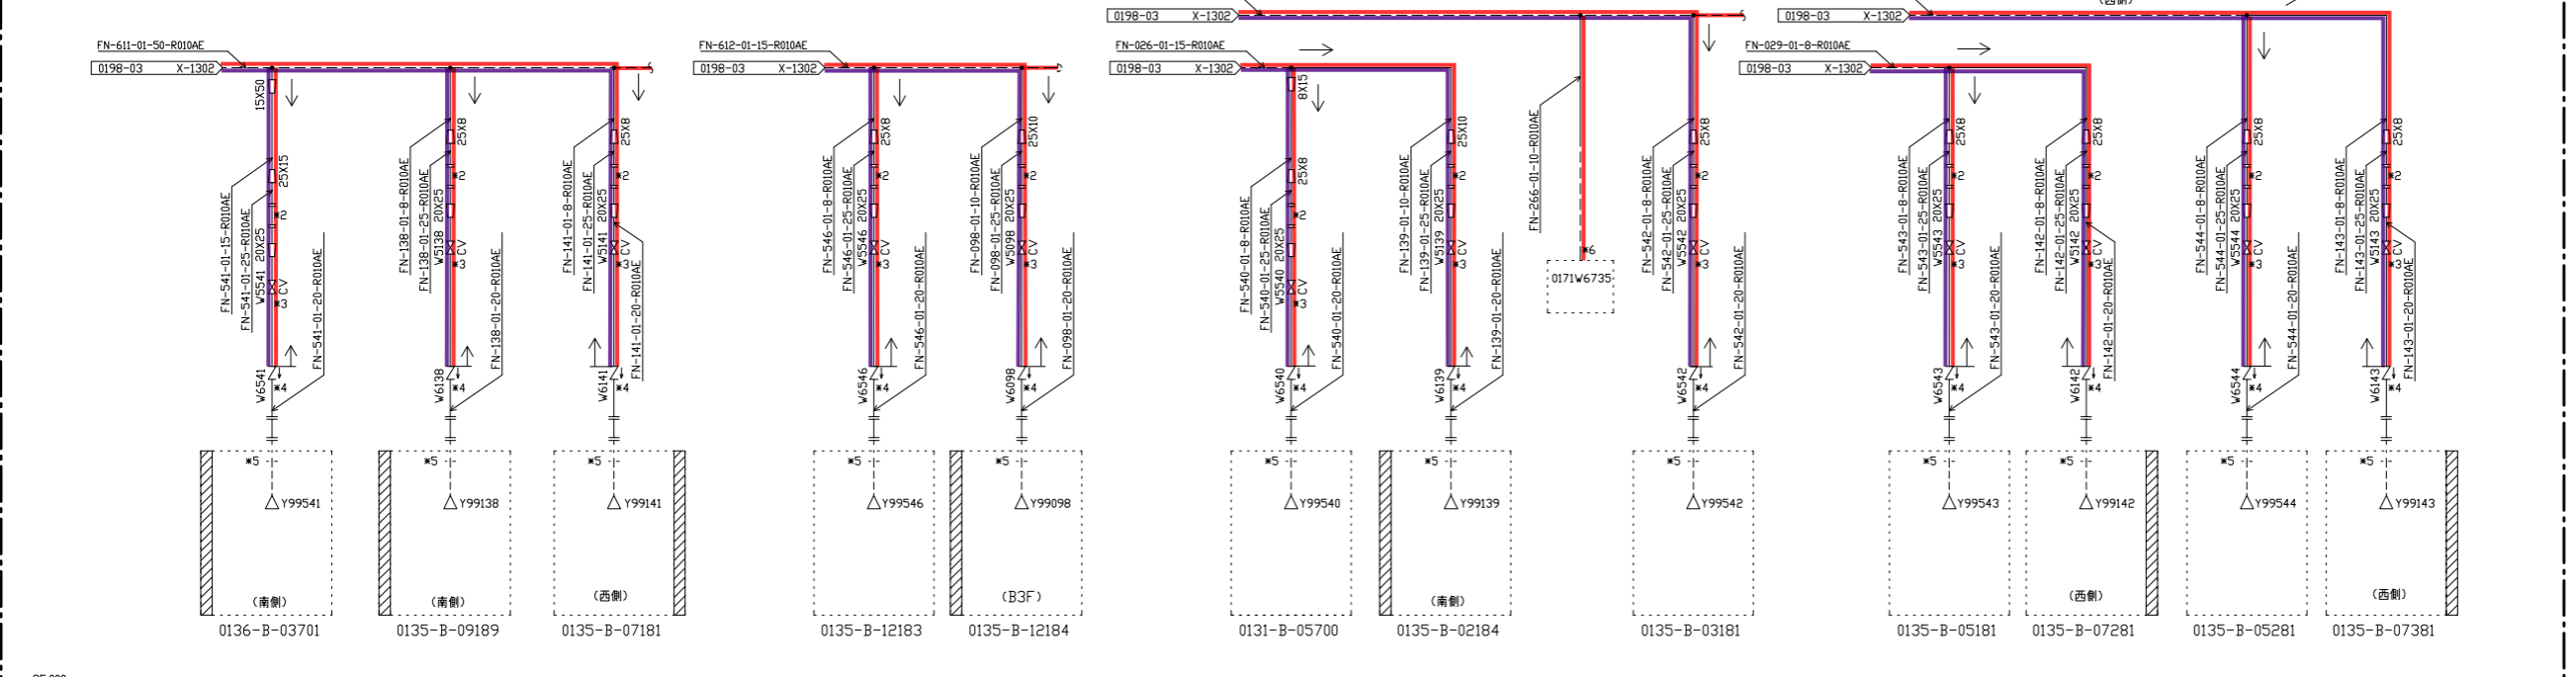 0198-03 X-1302
0198-03 X-1302
FN-611-01-50-R010AE
0198-03 X-1302
FN-612-01-15-R010AE
0198-03 X-1302
FN-026-01-15-R010AE
0198-03 X-1302
FN-029-01-8-R010AE
0198-03 X-1302
15X50
25X15
FN-541-01-15-R010AE
FN-541-01-25-R010AE
W5541 20X25
※2
CV
※3
FN-541-01-20-R010AE
W6541
※4
25X8
FN-138-01-8-R010AE
FN-138-01-25-R010AE
W5138 20X25
※2
CV
※3
FN-138-01-20-R010AE
W6138
※4
25X8
FN-141-01-8-R010AE
FN-141-01-25-R010AE
W5141 20X25
※2
CV
※3
FN-141-01-20-R010AE
W6141
※4
25X8
FN-546-01-8-R010AE
FN-546-01-25-R010AE
W5546 20X25
※2
CV
※3
FN-546-01-20-R010AE
W6546
※4
25X10
FN-098-01-10-R010AE
FN-098-01-25-R010AE
W5098 20X25
※2
CV
※3
FN-098-01-20-R010AE
W6098
※4
8X15
25X8
FN-540-01-8-R010AE
FN-540-01-25-R010AE
W5540 20X25
※2
CV
※3
FN-540-01-20-R010AE
W6540
※4
25X10
FN-139-01-10-R010AE
FN-139-01-25-R010AE
W5139 20X25
※2
CV
※3
FN-139-01-20-R010AE
W6139
※4
FN-266-01-10-R010AE
※6
0171W6735
25X8
FN-542-01-8-R010AE
FN-542-01-25-R010AE
W5542 20X25
※2
CV
※3
FN-542-01-20-R010AE
W6542
※4
25X8
FN-543-01-8-R010AE
FN-543-01-25-R010AE
W5543 20X25
※2
CV
※3
FN-543-01-20-R010AE
W6543
※4
25X8
FN-142-01-8-R010AE
FN-142-01-25-R010AE
W5142 20X25
※2
CV
※3
FN-142-01-20-R010AE
W6142
※4
25X8
FN-544-01-8-R010AE
FN-544-01-25-R010AE
W5544 20X25
※2
CV
※3
FN-544-01-20-R010AE
W6544
※4
25X8
FN-143-01-8-R010AE
FN-143-01-25-R010AE
W5143 20X25
※2
CV
※3
FN-143-01-20-R010AE
W6143
※4
※5
Y99541
(南側)
0136-B-03701
※5
Y99138
(南側)
0135-B-09189
※5
Y99141
(西側)
0135-B-07181
※5
Y99546
0135-B-12183
※5
Y99098
(B3F)
0135-B-12184
※5
Y99540
0131-B-05700
※5
Y99139
(南側)
0135-B-02184
※5
Y99542
0135-B-03181
※5
Y99543
0135-B-05181
※5
Y99142
(西側)
0135-B-07281
※5
Y99544
0135-B-05281
※5
Y99143
(西側)
0135-B-07381